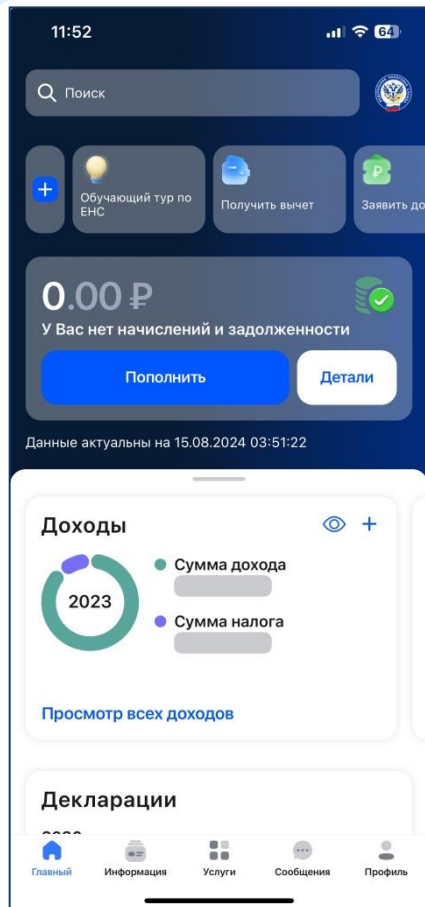 11:52
64
Поиск
Обучающий тур по
ЕНС
Получить вычет
Заявить до
0.00 ₽
У Вас нет начислений и задолженности
Пополнить
Детали
Данные актуальны на 15.08.2024 03:51:22
Доходы
2023
Сумма дохода
Сумма налога
Просмотр всех доходов
Декларации
Главный
Информация
Услуги
Сообщения
Профиль